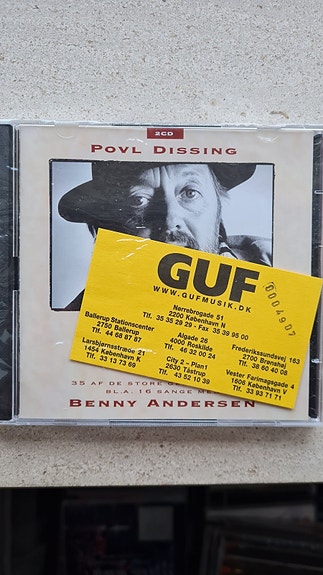 2CD
POVL DISSING
GUF
WWW.GUFMUSIK.DK
0004907
Nørrebrogade 51
2200 København N
Tlf. 35 35 29 29 - Fax 35 39 95 00
Ballerup Stationscenter
2750 Ballerup
Tlf. 44 68 87 87
Algade 26
4000 Roskilde
Tlf. 46 32 00 24
Frederikssundsvej 163
2700 Brønshøj
Tlf. 38 60 40 08
Larsbjørnsstræde 21
1454 København K
Tlf. 33 13 73 69
City 2 - Plan1
2630 Tåstrup
Tlf. 43 52 10 39
Vester Farimagsgade 4
1606 København V
Tlf. 33 93 71 71
35 AF DE STORE
BL.A. 16 SANGE
BENNY ANDERSEN